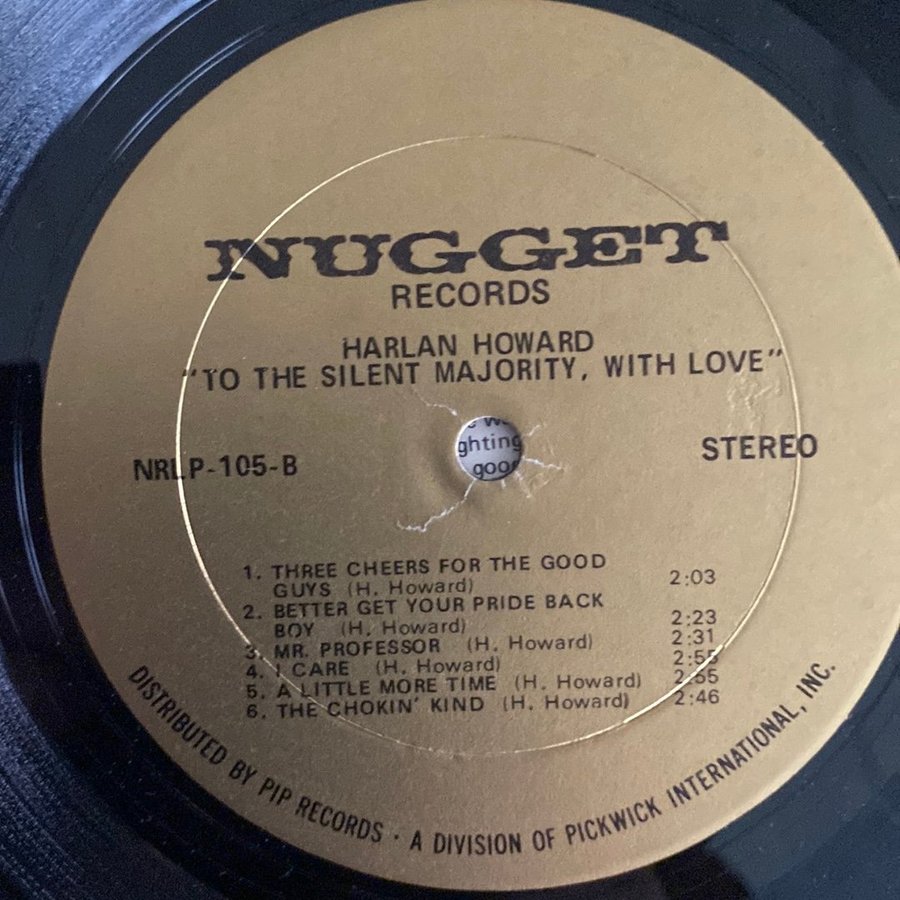 NUGGET
RECORDS
HARLAN HOWARD
"TO THE SILENT MAJORITY, WITH LOVE"
ghting
good
NRLP-105-B STEREO
1. THREE CHEERS FOR THE GOOD
GUYS (H. Howard) 2:03
2. BETTER GET YOUR PRIDE BACK
BOY (H. Howard) 2:23
3. MR. PROFESSOR (H. Howard) 2:31
4. I CARE (H. Howard) 2:55
5. A LITTLE MORE TIME (H. Howard) 2:55
6. THE CHOKIN' KIND (H. Howard) 2:46
DISTRIBUTED BY PIP RECORDS · A DIVISION OF PICKWICK INTERNATIONAL, INC.